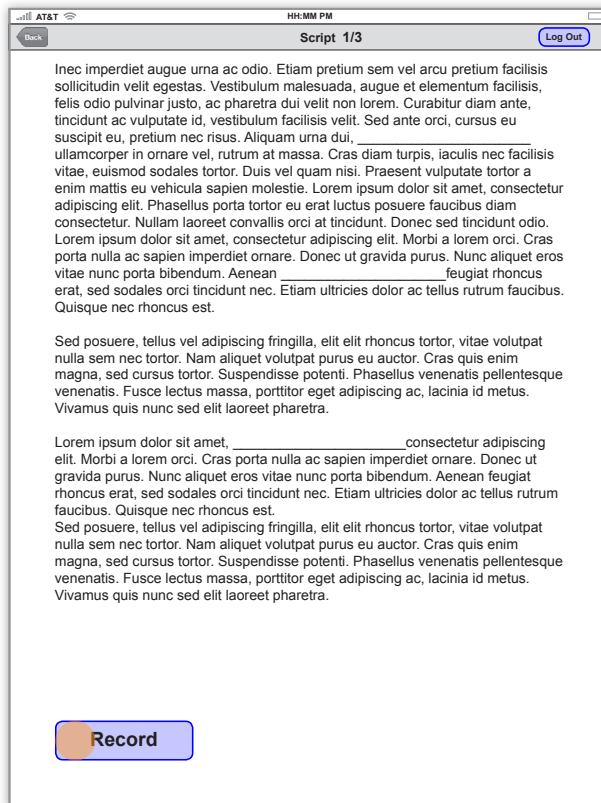 AT&T HH:MM PM
Back Script 1/3 Log Out
Inec imperdiet augue urna ac odio. Etiam pretium sem vel arcu pretium facilisis
sollicitudin velit egestas. Vestibulum malesuada, augue et elementum facilisis,
felis odio pulvinar justo, ac pharetra dui velit non lorem. Curabitur diam ante,
tincidunt ac vulputate id, vestibulum facilisis velit. Sed ante orci, cursus eu
suscipit eu, pretium nec risus. Aliquam urna dui, ______________________
ullamcorper in ornare vel, rutrum at massa. Cras diam turpis, iaculis nec facilisis
vitae, euismod sodales tortor. Duis vel quam nisi. Praesent vulputate tortor a
enim mattis eu vehicula sapien molestie. Lorem ipsum dolor sit amet, consectetur
adipiscing elit. Phasellus porta tortor eu erat luctus posuere faucibus diam
consectetur. Nullam laoreet convallis orci at tincidunt. Donec sed tincidunt odio.
Lorem ipsum dolor sit amet, consectetur adipiscing elit. Morbi a lorem orci. Cras
porta nulla ac sapien imperdiet ornare. Donec ut gravida purus. Nunc aliquet eros
vitae nunc porta bibendum. Aenean _____________________feugiat rhoncus
erat, sed sodales orci tincidunt nec. Etiam ultricies dolor ac tellus rutrum faucibus.
Quisque nec rhoncus est.
Sed posuere, tellus vel adipiscing fringilla, elit elit rhoncus tortor, vitae volutpat
nulla sem nec tortor. Nam aliquet volutpat purus eu auctor. Cras quis enim
magna, sed cursus tortor. Suspendisse potenti. Phasellus venenatis pellentesque
venenatis. Fusce lectus massa, porttitor eget adipiscing ac, lacinia id metus.
Vivamus quis nunc sed elit laoreet pharetra.
Lorem ipsum dolor sit amet, ______________________consectetur adipiscing
elit. Morbi a lorem orci. Cras porta nulla ac sapien imperdiet ornare. Donec ut
gravida purus. Nunc aliquet eros vitae nunc porta bibendum. Aenean feugiat
rhoncus erat, sed sodales orci tincidunt nec. Etiam ultricies dolor ac tellus rutrum
faucibus. Quisque nec rhoncus est.
Sed posuere, tellus vel adipiscing fringilla, elit elit rhoncus tortor, vitae volutpat
nulla sem nec tortor. Nam aliquet volutpat purus eu auctor. Cras quis enim
magna, sed cursus tortor. Suspendisse potenti. Phasellus venenatis pellentesque
venenatis. Fusce lectus massa, porttitor eget adipiscing ac, lacinia id metus.
Vivamus quis nunc sed elit laoreet pharetra.
Record